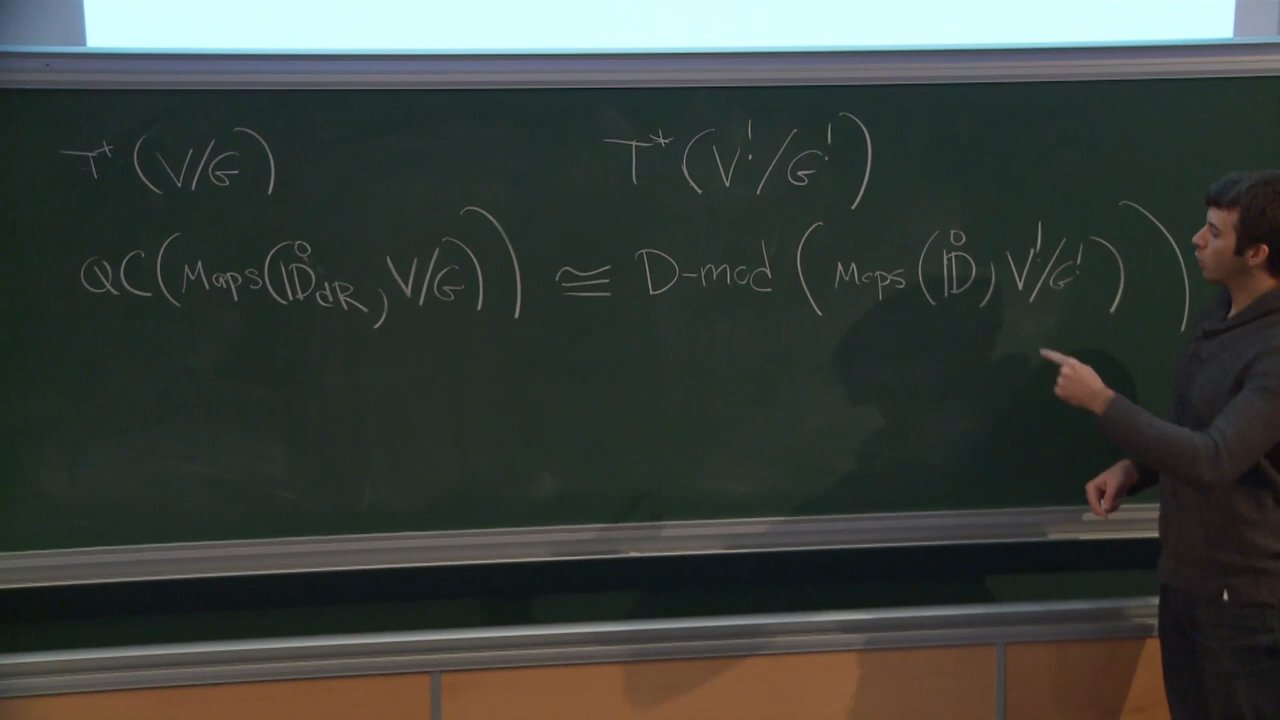 T* (V/G) T* (V!/G!)
QC(Maps(D̊_dR, V/G)) ≅ D-mod (Maps (D̊, V!/G!))